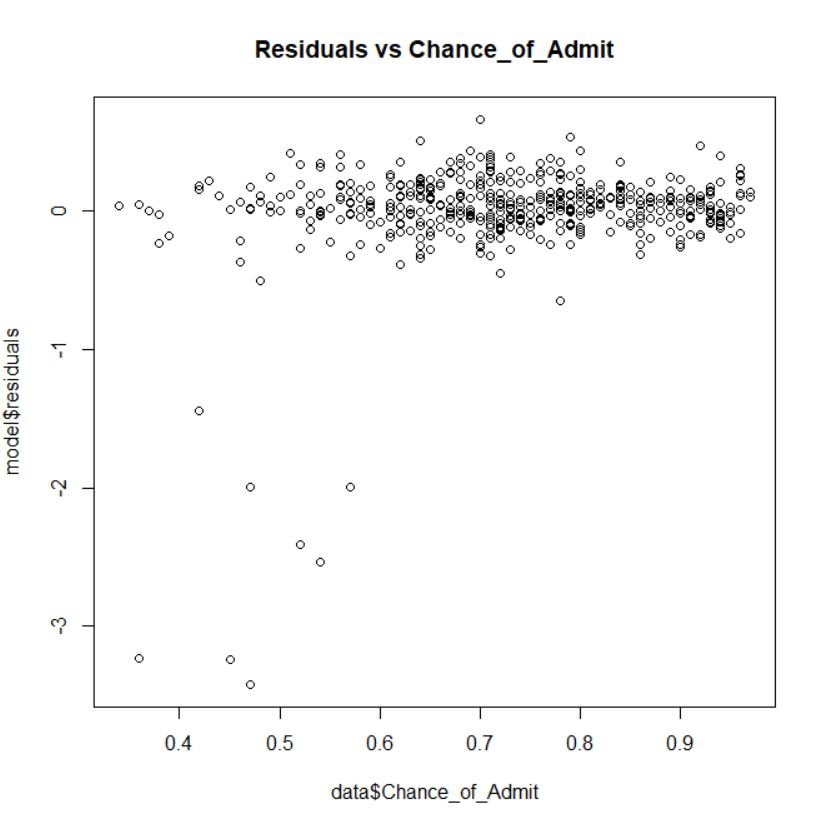 Residuals vs Chance_of_Admit
model$residuals
0
-1
-2
-3
0.4 0.5 0.6 0.7 0.8 0.9
data$Chance_of_Admit